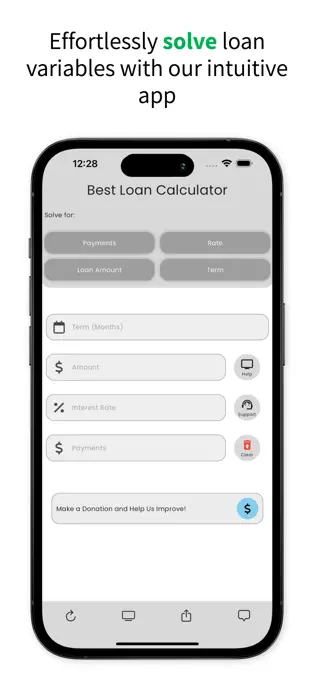 Effortlessly solve loan
variables with our intuitive
app
12:28
Best Loan Calculator
Solve for:
Payments
Rate
Loan Amount
Term
Term (Months)
Amount
Help
Interest Rate
Support
Payments
Clear
Make a Donation and Help Us Improve!